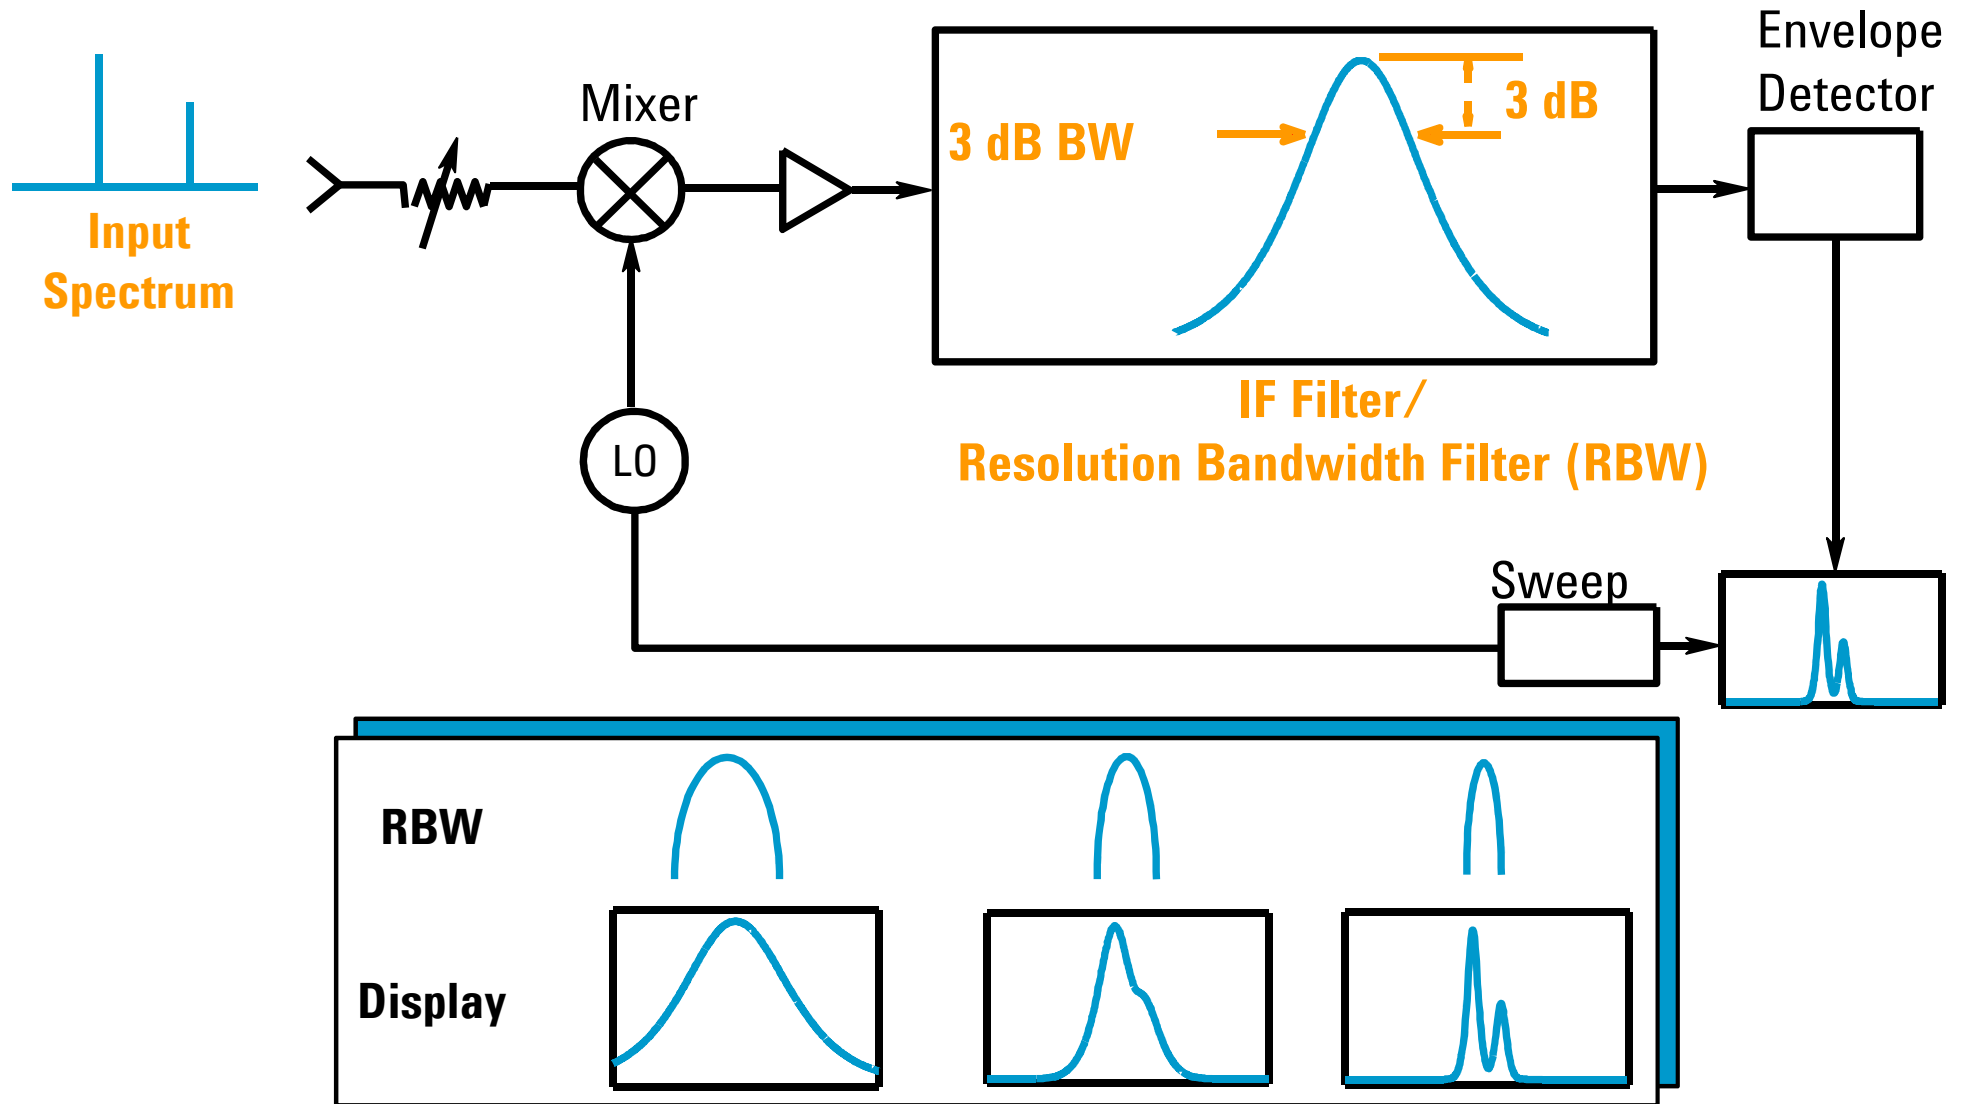 Envelope
Detector
Mixer
3 dB
3 dB BW
Input
Spectrum
IF Filter/
Resolution Bandwidth Filter (RBW)
LO
Sweep
RBW
Display